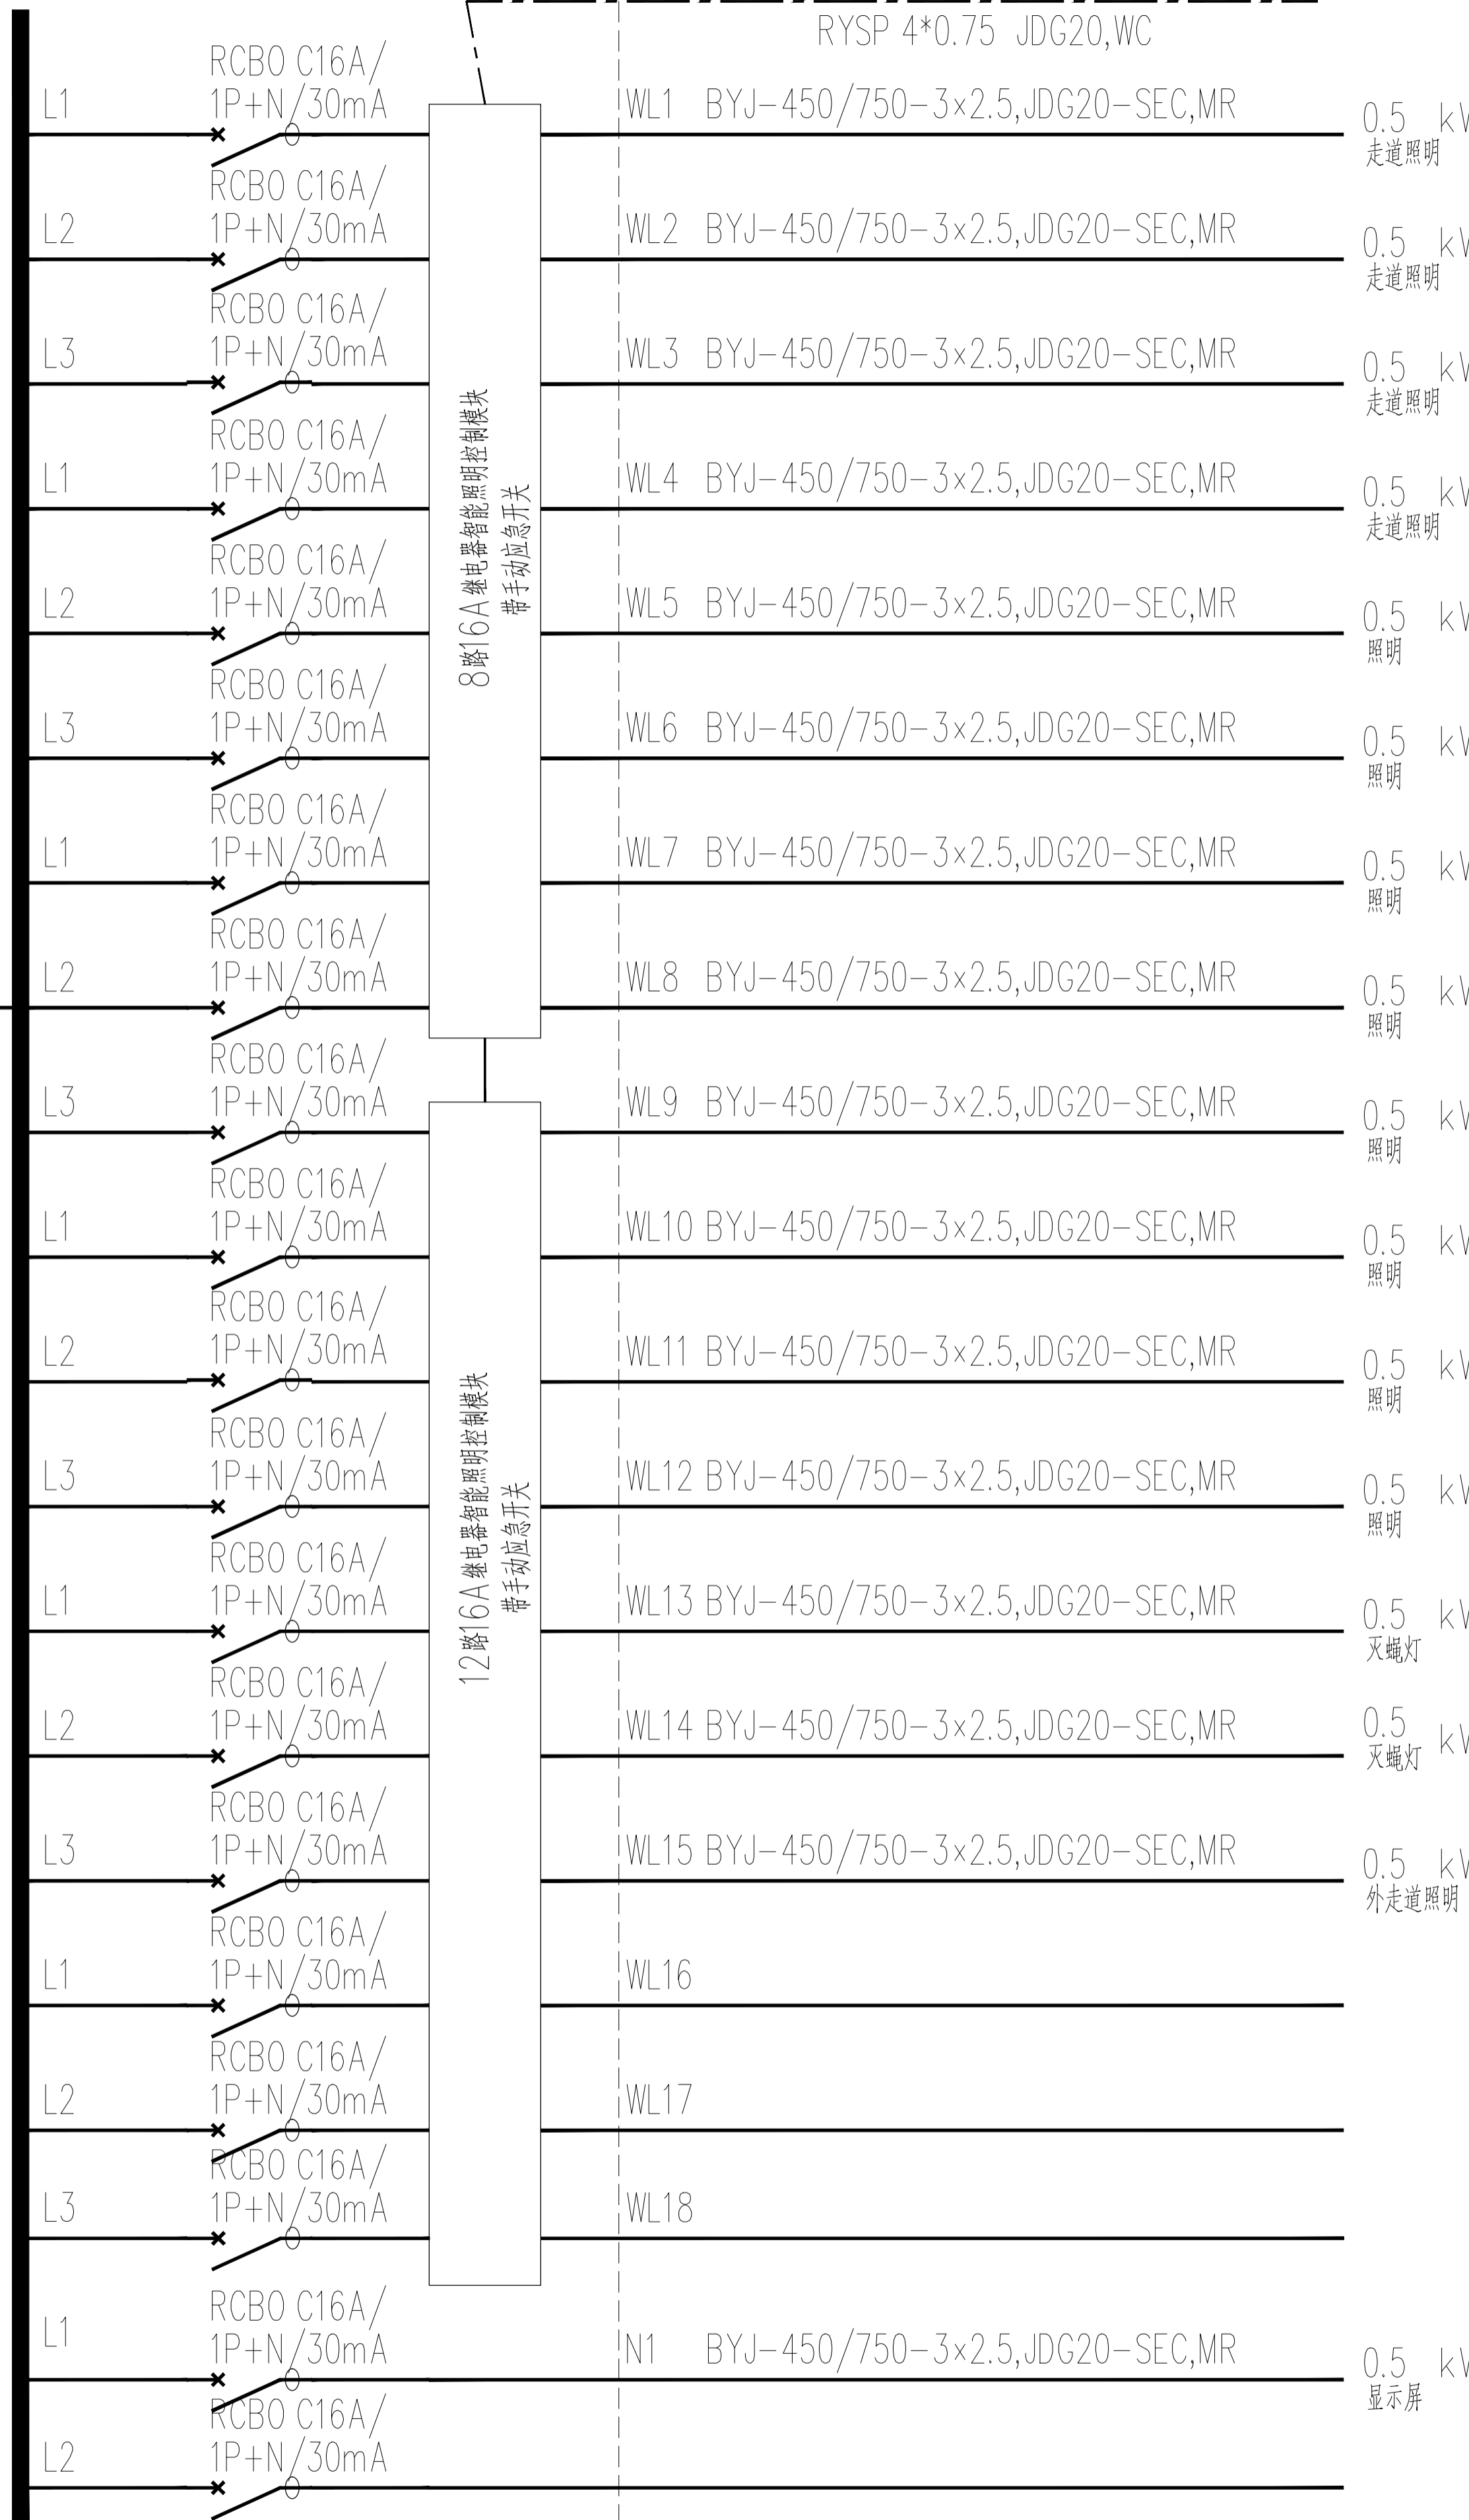 RYSP 4*0.75 JDG20,WC
RCBO C16A/
L1 1P+N/30mA WL1 BYJ-450/750-3×2.5,JDG20-SEC,MR 0.5
走道照明
RCBO C16A/
L2 1P+N/30mA WL2 BYJ-450/750-3×2.5,JDG20-SEC,MR 0.5
走道照明
RCBO C16A/
L3 1P+N/30mA WL3 BYJ-450/750-3×2.5,JDG20-SEC,MR 0.5
走道照明
RCBO C16A/
L1 1P+N/30mA WL4 BYJ-450/750-3×2.5,JDG20-SEC,MR 0.5
走道照明
8路16A继电器智能照明控制模块
带手动应急开关
RCBO C16A/
L2 1P+N/30mA WL5 BYJ-450/750-3×2.5,JDG20-SEC,MR 0.5
照明
RCBO C16A/
L3 1P+N/30mA WL6 BYJ-450/750-3×2.5,JDG20-SEC,MR 0.5
照明
RCBO C16A/
L1 1P+N/30mA WL7 BYJ-450/750-3×2.5,JDG20-SEC,MR 0.5
照明
RCBO C16A/
L2 1P+N/30mA WL8 BYJ-450/750-3×2.5,JDG20-SEC,MR 0.5
照明
RCBO C16A/
L3 1P+N/30mA WL9 BYJ-450/750-3×2.5,JDG20-SEC,MR 0.5
照明
RCBO C16A/
L1 1P+N/30mA WL10 BYJ-450/750-3×2.5,JDG20-SEC,MR 0.5
照明
RCBO C16A/
L2 1P+N/30mA WL11 BYJ-450/750-3×2.5,JDG20-SEC,MR 0.5
照明
RCBO C16A/
L3 1P+N/30mA WL12 BYJ-450/750-3×2.5,JDG20-SEC,MR 0.5
照明
12路16A继电器智能照明控制模块
带手动应急开关
RCBO C16A/
L1 1P+N/30mA WL13 BYJ-450/750-3×2.5,JDG20-SEC,MR 0.5
灭蝇灯
RCBO C16A/
L2 1P+N/30mA WL14 BYJ-450/750-3×2.5,JDG20-SEC,MR 0.5
灭蝇灯
RCBO C16A/
L3 1P+N/30mA WL15 BYJ-450/750-3×2.5,JDG20-SEC,MR 0.5
外走道照明
RCBO C16A/
L1 1P+N/30mA WL16
RCBO C16A/
L2 1P+N/30mA WL17
RCBO C16A/
L3 1P+N/30mA WL18
RCBO C16A/
L1 1P+N/30mA N1 BYJ-450/750-3×2.5,JDG20-SEC,MR 0.5
显示屏
RCBO C16A/
L2 1P+N/30mA